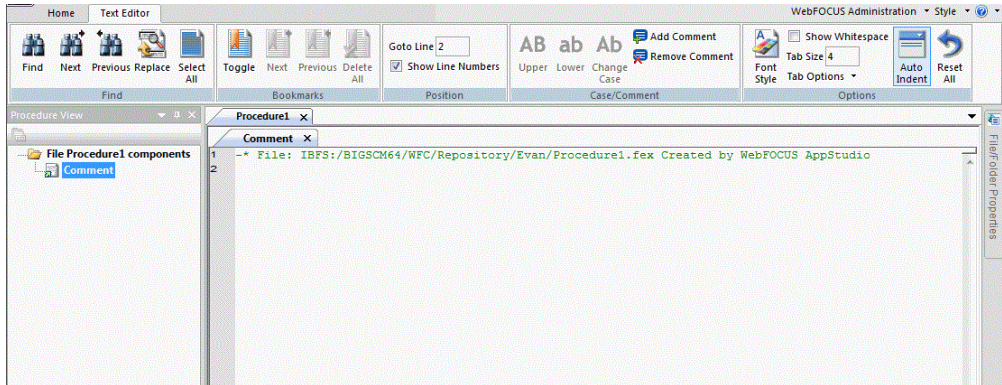 Home Text Editor WebFOCUS Administration Style
Find Next Previous Replace Select All
Toggle Next Previous Delete All
Goto Line 2
Show Line Numbers
AB Upper ab Lower Ab Change Case
Add Comment
Remove Comment
Font Style
Show Whitespace
Tab Size 4
Tab Options
Auto Indent
Reset All
Find Bookmarks Position Case/Comment Options
Procedure View
File Procedure1 components
Comment
Procedure1 x
Comment x
1 -* File: IBFS:/BIGSCM64/WFC/Repository/Evan/Procedure1.fex Created by WebFOCUS AppStudio
2
File/Folder Properties